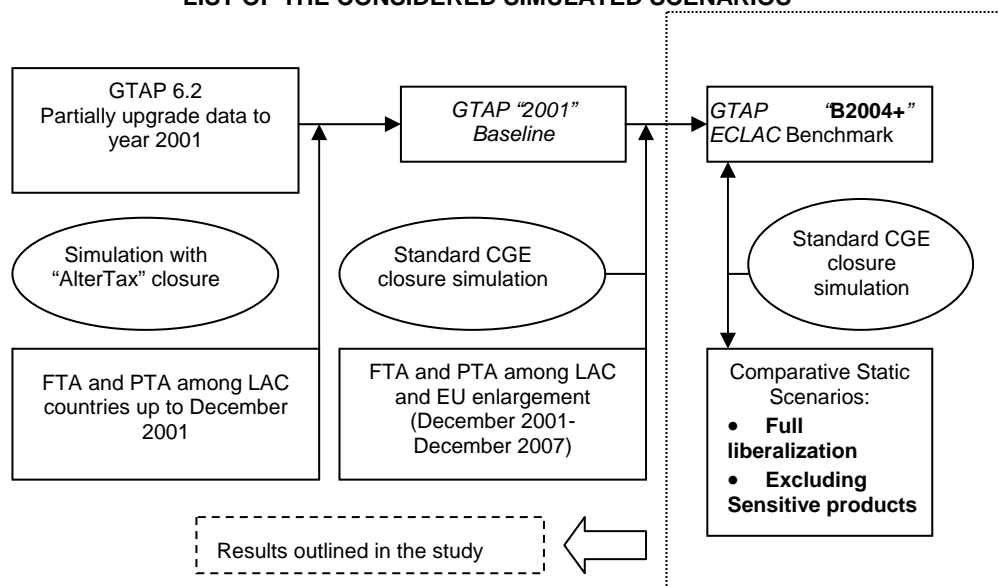 LIST OF THE CONSIDERED SIMULATED SCENARIOS
GTAP 6.2
Partially upgrade data to
year 2001
GTAP “2001”
Baseline
GTAP “B2004+”
ECLAC Benchmark
Simulation with
“AlterTax” closure
Standard CGE
closure simulation
Standard CGE
closure
simulation
FTA and PTA among LAC
countries up to December
2001
FTA and PTA among LAC
and EU enlargement
(December 2001-
December 2007)
Comparative Static
Scenarios:
• Full
liberalization
• Excluding
Sensitive products
Results outlined in the study